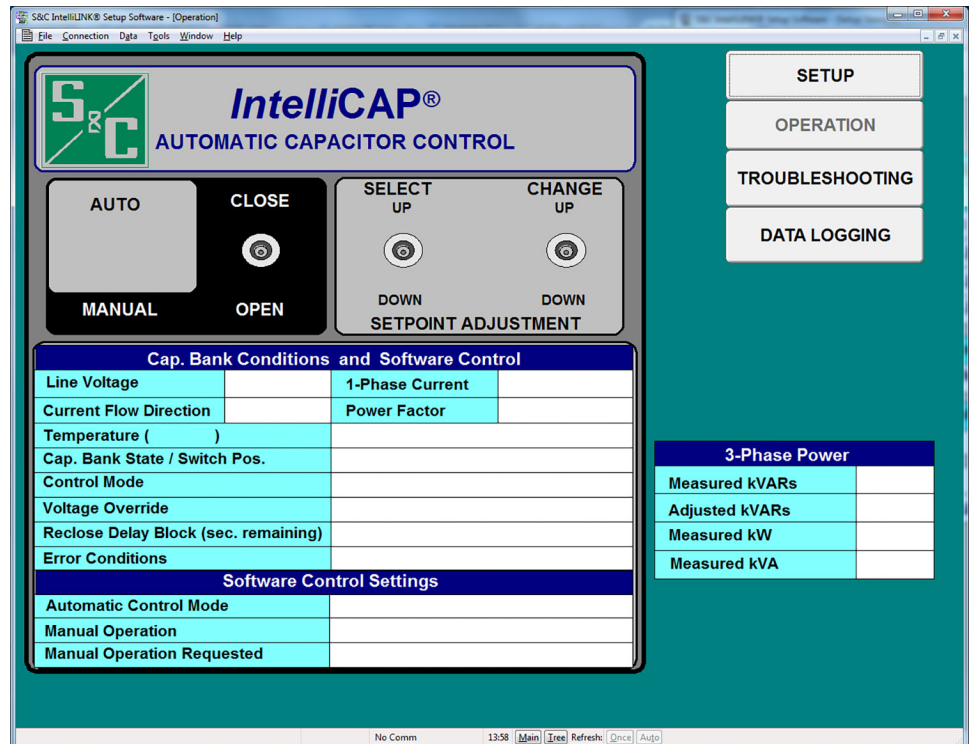 S&C IntelliLINK® Setup Software - [Operation]
File Connection Data Tools Window Help
S&C
IntelliCAP®
AUTOMATIC CAPACITOR CONTROL
AUTO
MANUAL
CLOSE
OPEN
SELECT
UP
DOWN
CHANGE
UP
DOWN
SETPOINT ADJUSTMENT
SETUP
OPERATION
TROUBLESHOOTING
DATA LOGGING
Cap. Bank Conditions and Software Control
Line Voltage
1-Phase Current
Current Flow Direction
Power Factor
Temperature ( )
Cap. Bank State / Switch Pos.
Control Mode
Voltage Override
Reclose Delay Block (sec. remaining)
Error Conditions
Software Control Settings
Automatic Control Mode
Manual Operation
Manual Operation Requested
3-Phase Power
Measured kVARs
Adjusted kVARs
Measured kW
Measured kVA
No Comm 13:58 Main Tree Refresh: Once Auto